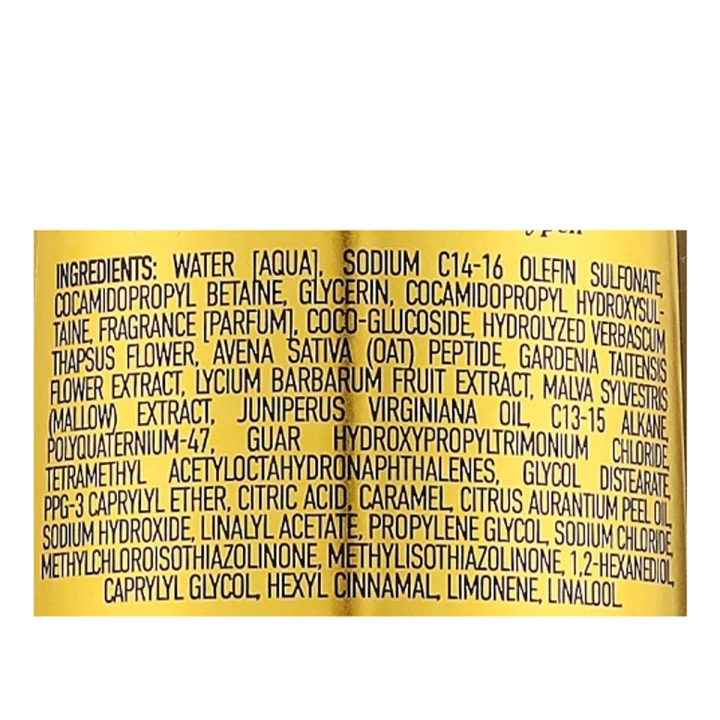 INGREDIENTS: WATER [AQUA], SODIUM C14-16 OLEFIN SULFONATE,
COCAMIDOPROPYL BETAINE, GLYCERIN, COCAMIDOPROPYL HYDROXYSUL-
TAINE, FRAGRANCE [PARFUM], COCO-GLUCOSIDE, HYDROLYZED VERBASCUM
THAPSUS FLOWER, AVENA SATIVA (OAT) PEPTIDE, GARDENIA TAITENSIS
FLOWER EXTRACT, LYCIUM BARBARUM FRUIT EXTRACT, MALVA SYLVESTRIS
(MALLOW) EXTRACT, JUNIPERUS VIRGINIANA OIL, C13-15 ALKANE,
POLYQUATERNIUM-47, GUAR HYDROXYPROPYLTRIMONIUM CHLORIDE,
TETRAMETHYL ACETYLOCTAHYDRONAPHTHALENES, GLYCOL DISTEARATE,
PPG-3 CAPRYLYL ETHER, CITRIC ACID, CARAMEL, CITRUS AURANTIUM PEEL OIL,
SODIUM HYDROXIDE, LINALYL ACETATE, PROPYLENE GLYCOL, SODIUM CHLORIDE,
METHYLCHLOROISOTHIAZOLINONE, METHYLISOTHIAZOLINONE, 1,2-HEXANEDIOL,
CAPRYLYL GLYCOL, HEXYL CINNAMAL, LIMONENE, LINALOOL